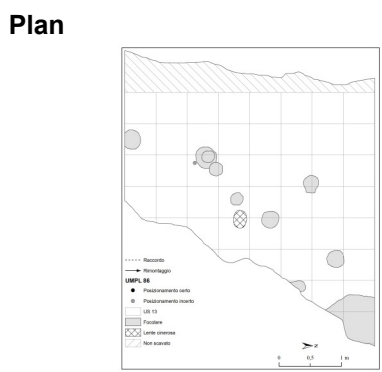 Plan
Raccordo
Rimontaggio
UMPL 86
Posizionamento certo
Posizionamento incerto
US 13
Focolare
Lente cinerosa
Non scavato
N
0 0,5 1 m